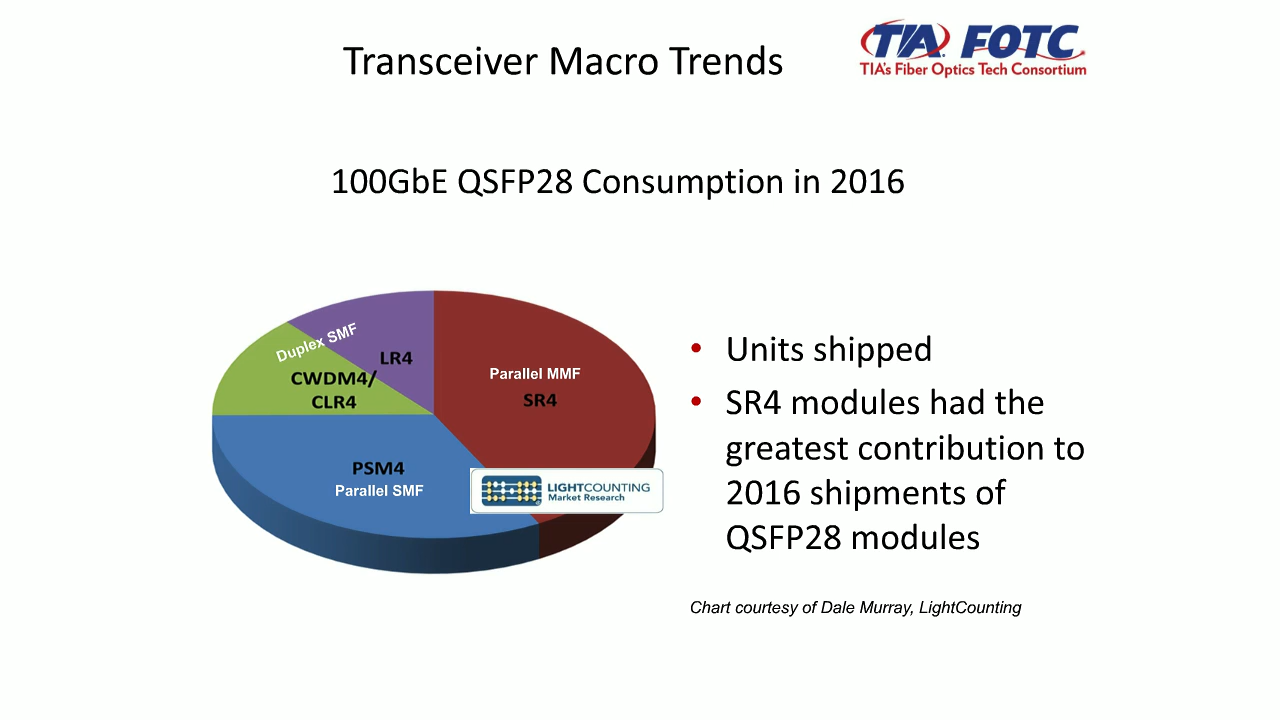 Transceiver Macro Trends
TIA FOTC
TIA's Fiber Optics Tech Consortium
100GbE QSFP28 Consumption in 2016
Duplex SMF
LR4
CWDM4/
CLR4
Parallel MMF
SR4
PSM4
Parallel SMF
LIGHTCOUNTING
Market Research
• Units shipped
• SR4 modules had the
greatest contribution to
2016 shipments of
QSFP28 modules
Chart courtesy of Dale Murray, LightCounting